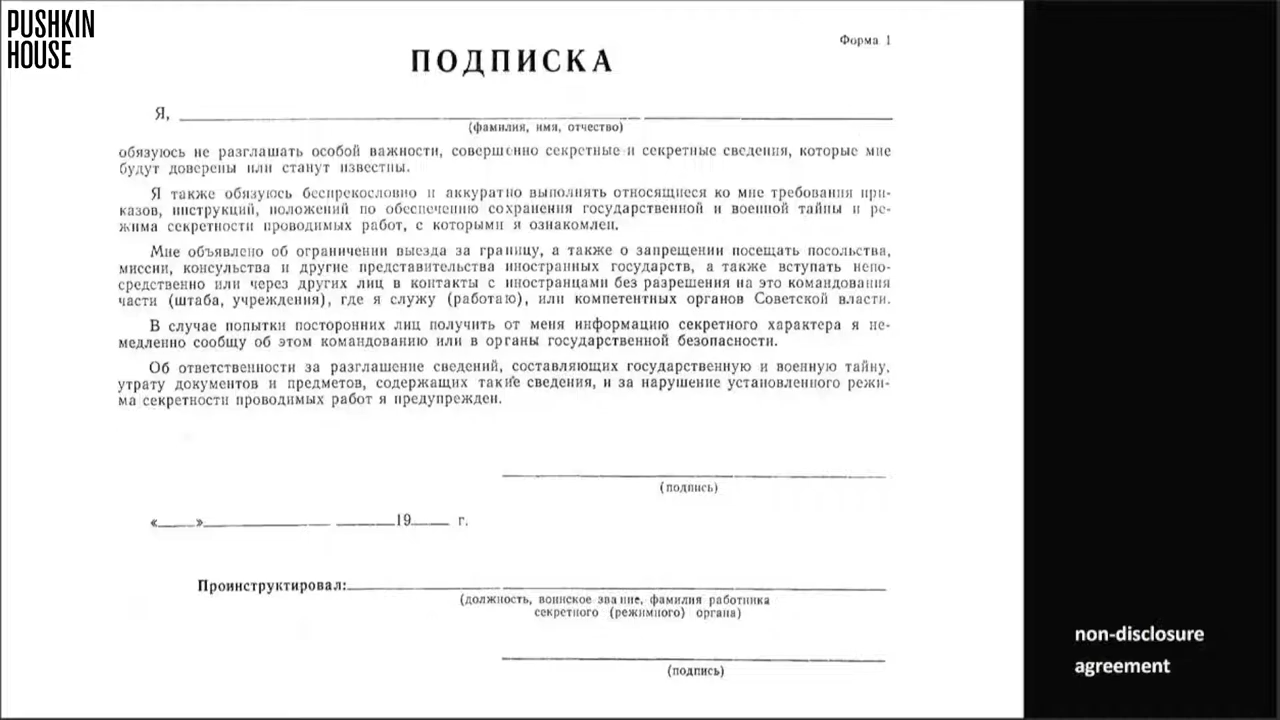 PUSHKIN
HOUSE
Форма 1
ПОДПИСКА
Я,
(фамилия, имя, отчество)
обязуюсь не разглашать особой важности, совершенно секретные и секретные сведения, которые мне
будут доверены или станут известны.
Я также обязуюсь беспрекословно и аккуратно выполнять относящиеся ко мне требования при-
казов, инструкций, положений по обеспечению сохранения государственной и военной тайны и ре-
жима секретности проводимых работ, с которыми я ознакомлен.
Мне объявлено об ограничении выезда за границу, а также о запрещении посещать посольства,
миссии, консульства и другие представительства иностранных государств, а также вступать непо-
средственно или через других лиц в контакты с иностранцами без разрешения на это командования
части (штаба, учреждения), где я служу (работаю), или компетентных органов Советской власти.
В случае попытки посторонних лиц получить от меня информацию секретного характера я не-
медленно сообщу об этом командованию или в органы государственной безопасности.
Об ответственности за разглашение сведений, составляющих государственную и военную тайну,
утрату документов и предметов, содержащих такие сведения, и за нарушение установленного режи-
ма секретности проводимых работ я предупрежден.
(подпись)
«____»____________ ______19____ г.
Проинструктировал:
(должность, воинское звание, фамилия работника
секретного (режимного) органа)
(подпись)
non-disclosure
agreement